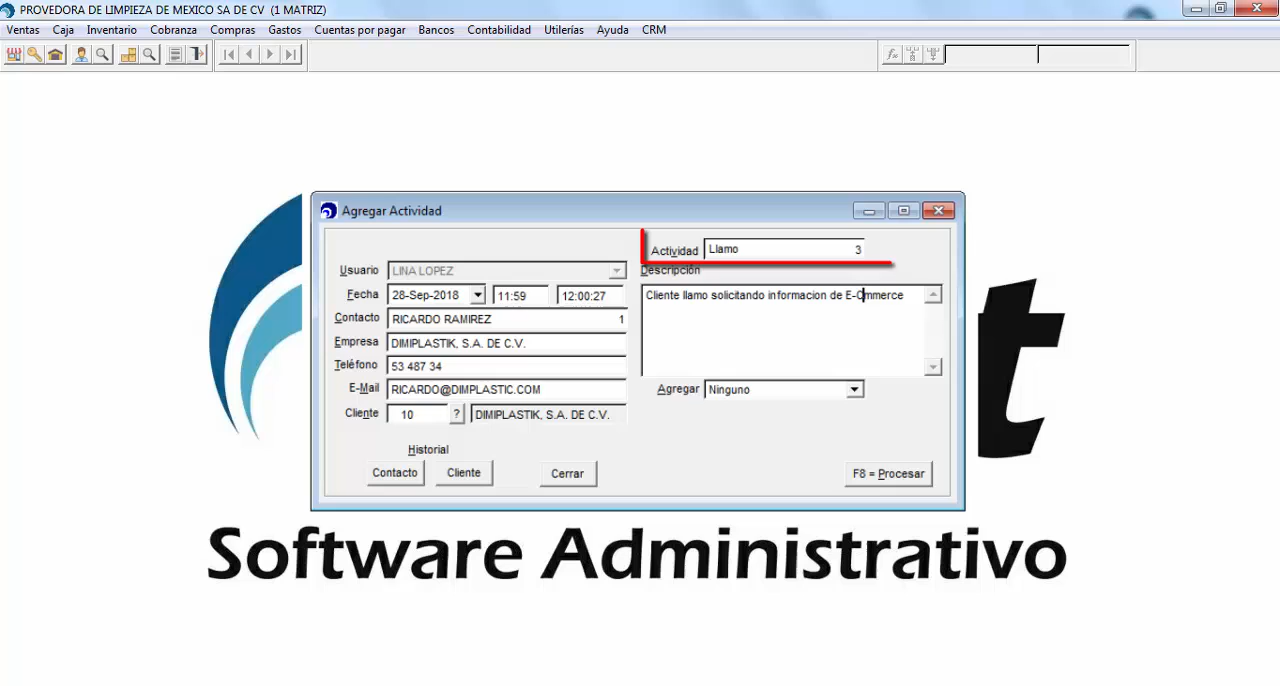 PROVEDORA DE LIMPIEZA DE MEXICO SA DE CV (1 MATRIZ)
Ventas Caja Inventario Cobranza Compras Gastos Cuentas por pagar Bancos Contabilidad Utilerías Ayuda CRM
Agregar Actividad
Actividad Llamo 3
Usuario LINA LOPEZ
Descripción
Fecha 28-Sep-2018 11:59 12:00:27
Cliente llamo solicitando informacion de E-Cmmerce
Contacto RICARDO RAMIREZ 1
Empresa DIMIPLASTIK, S.A. DE C.V.
Teléfono 53 487 34
E-Mail RICARDO@DIMPLASTIC.COM
Agregar Ninguno
Cliente 10 ? DIMIPLASTIK, S.A. DE C.V.
Historial
Contacto Cliente Cerrar F8 = Procesar
t
Software Administrativo